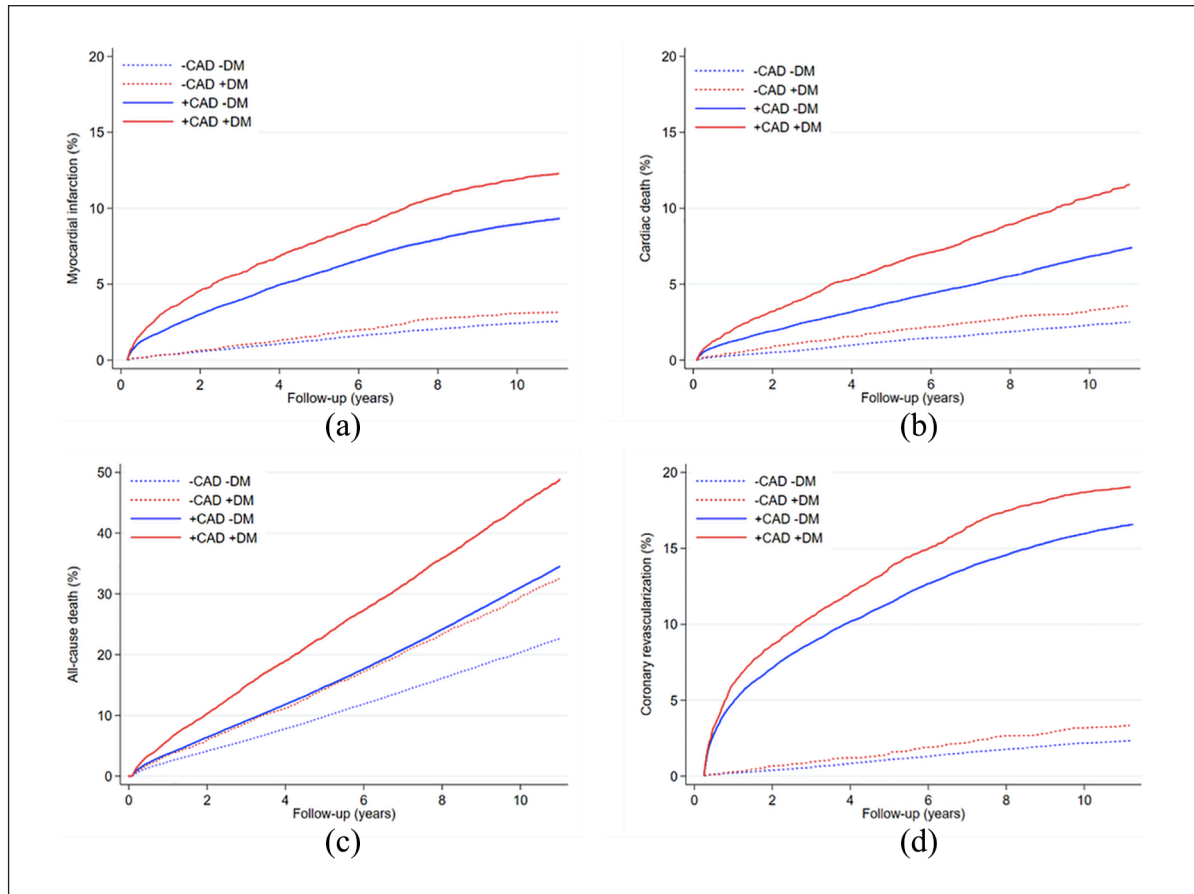 20
15
10
5
0
Myocardial infarction (%)
-CAD -DM
-CAD +DM
+CAD -DM
+CAD +DM
0 2 4 6 8 10
Follow-up (years)
(a)
20
15
10
5
0
Cardiac death (%)
-CAD -DM
-CAD +DM
+CAD -DM
+CAD +DM
0 2 4 6 8 10
Follow-up (years)
(b)
50
40
30
20
10
0
All-cause death (%)
-CAD -DM
-CAD +DM
+CAD -DM
+CAD +DM
0 2 4 6 8 10
Follow-up (years)
(c)
20
15
10
5
0
Coronary revascularization (%)
-CAD -DM
-CAD +DM
+CAD -DM
+CAD +DM
0 2 4 6 8 10
Follow-up (years)
(d)